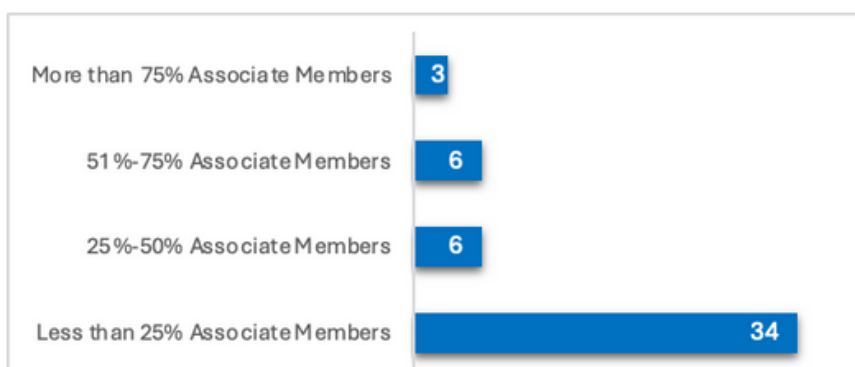 More than 75% Associate Members 3
51%-75% Associate Members 6
25%-50% Associate Members 6
Less than 25% Associate Members 34